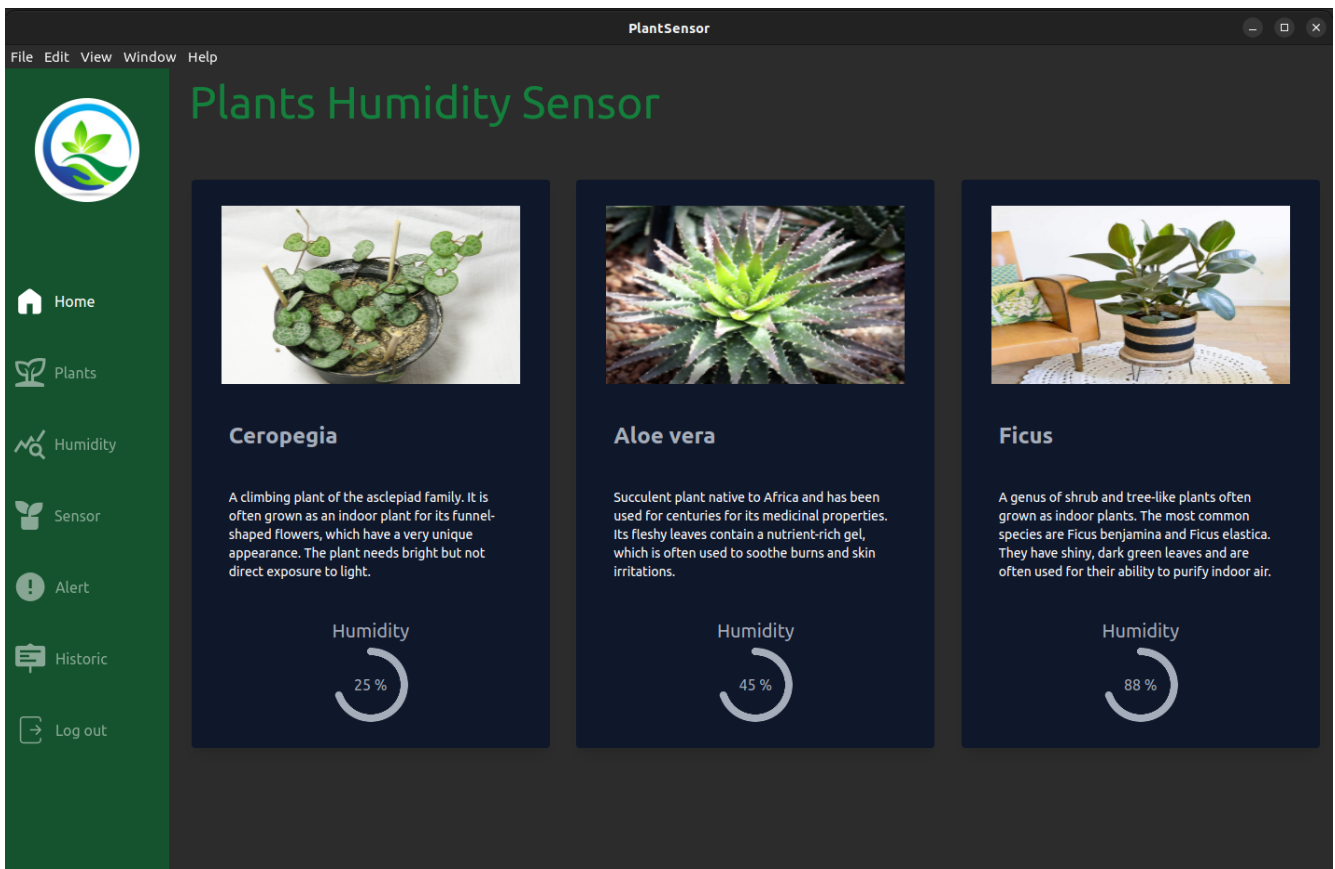 PlantSensor
File Edit View Window Help
Plants Humidity Sensor
Home
Plants
Humidity
Sensor
Alert
Historic
Log out
Ceropegia
A climbing plant of the asclepiad family. It is
often grown as an indoor plant for its funnel-
shaped flowers, which have a very unique
appearance. The plant needs bright but not
direct exposure to light.
Humidity
25 %
Aloe vera
Succulent plant native to Africa and has been
used for centuries for its medicinal properties.
Its fleshy leaves contain a nutrient-rich gel,
which is often used to soothe burns and skin
irritations.
Humidity
45 %
Ficus
A genus of shrub and tree-like plants often
grown as indoor plants. The most common
species are Ficus benjamina and Ficus elastica.
They have shiny, dark green leaves and are
often used for their ability to purify indoor air.
Humidity
88 %